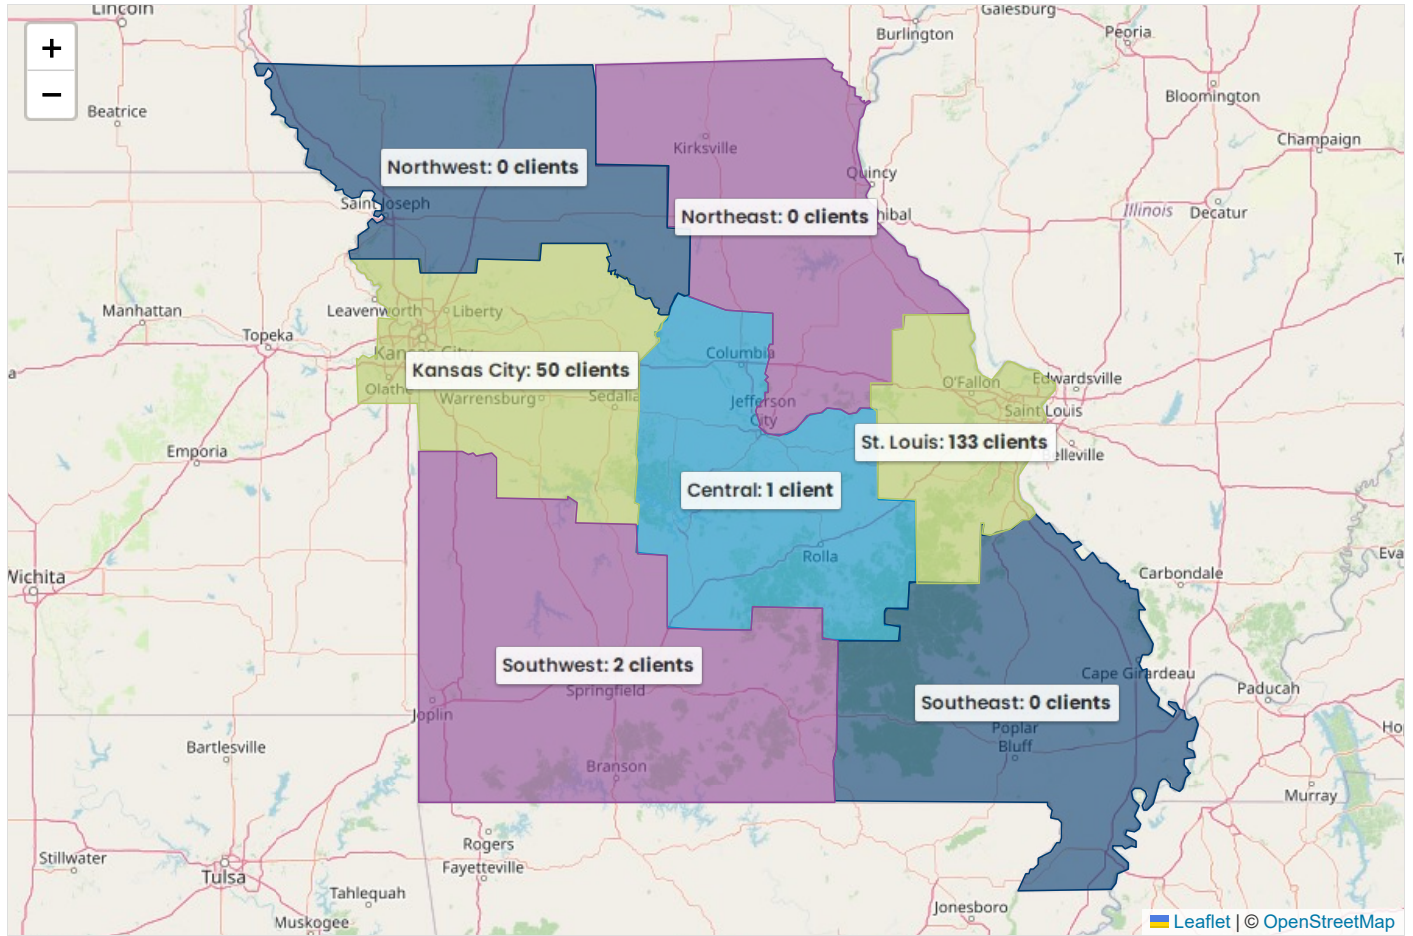 Lincoln
Galesburg
Burlington
Peoria
+
−
Beatrice
Bloomington
Champaign
Kirksville
Northwest: 0 clients
Quincy
Saint Joseph
Northeast: 0 clients
Illinois
Decatur
Manhattan
Leavenworth
Liberty
Topeka
Kansas City
Columbia
Kansas City: 50 clients
Olathe
O'Fallon
Edwardsville
Warrensburg
Sedalia
Jefferson
City
Saint Louis
St. Louis: 133 clients
Emporia
Belleville
Central: 1 client
Rolla
Wichita
Carbondale
Southwest: 2 clients
Cape Girardeau
Springfield
Paducah
Southeast: 0 clients
Joplin
Poplar
Bluff
Bartlesville
Branson
Murray
Rogers
Stillwater
Fayetteville
Tulsa
Tahlequah
Jonesboro
Muskogee
Leaflet | © OpenStreetMap